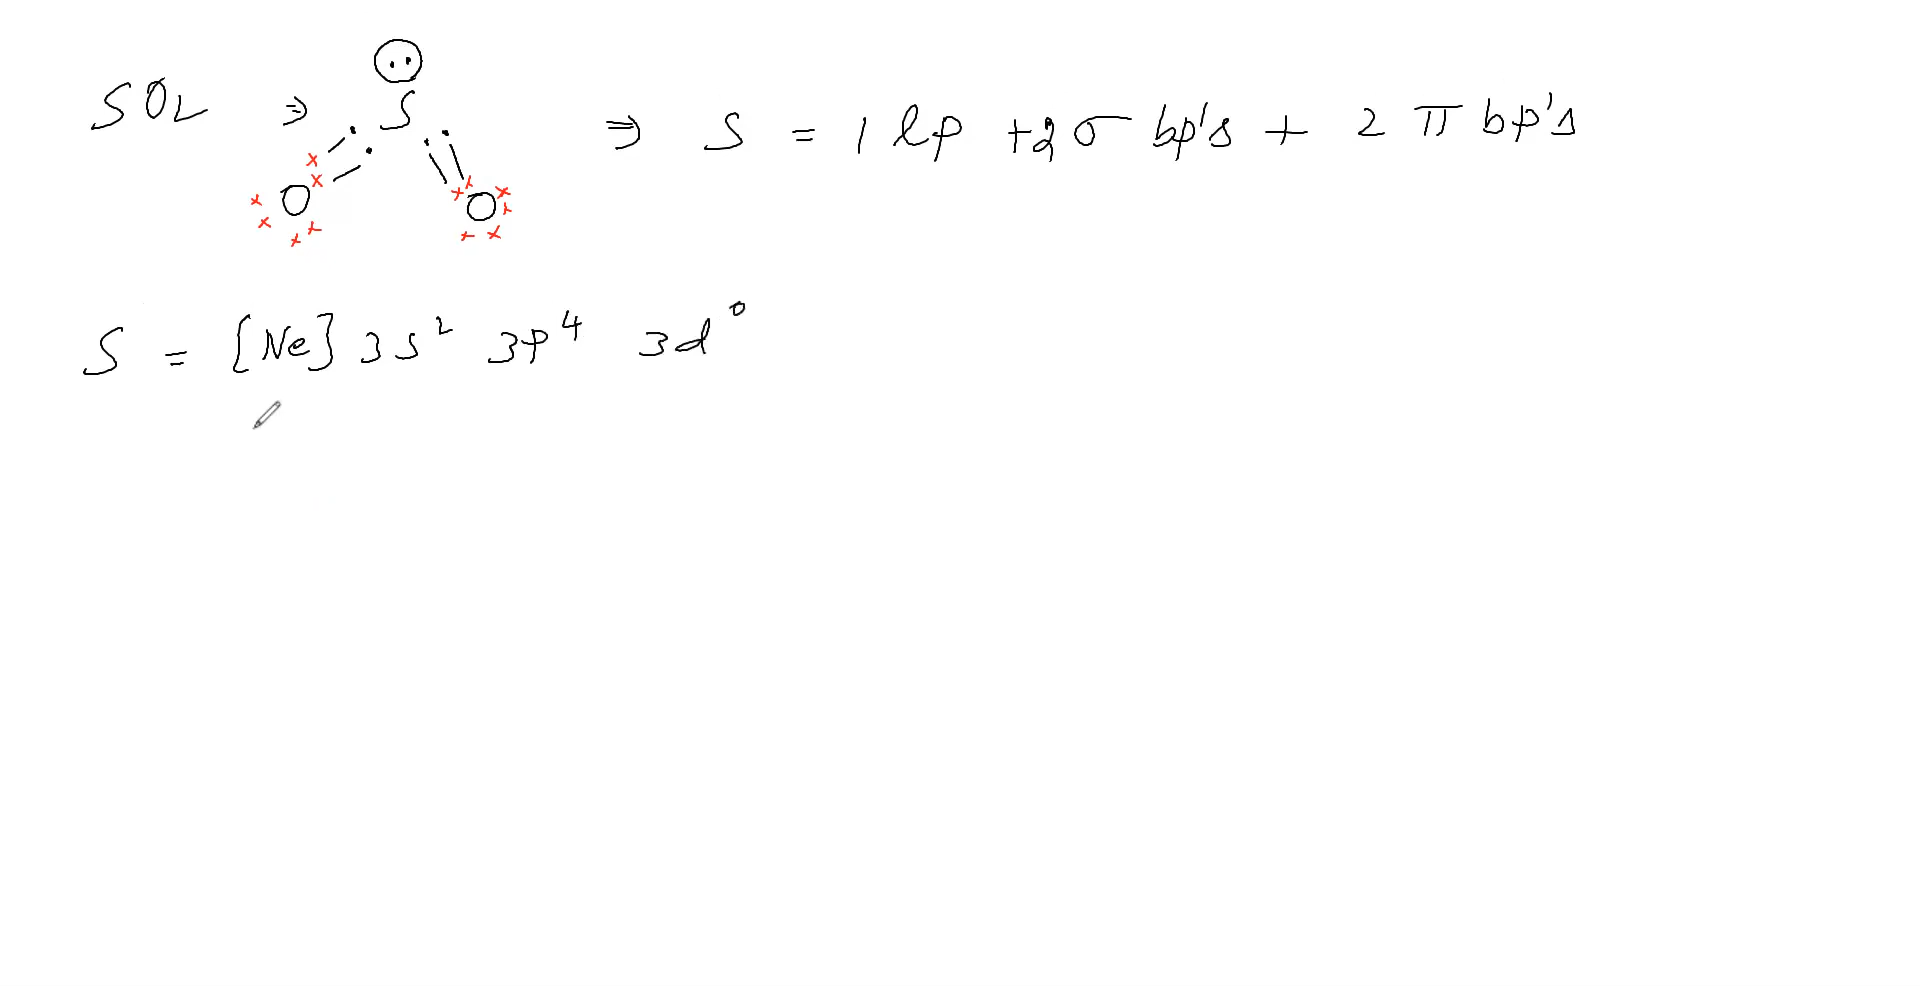 SO2 ⇒ S ⇒ S = 1 lp + 2 σ bp's + 2 π bp's
O O
S = [Ne] 3s² 3p⁴ 3d⁰